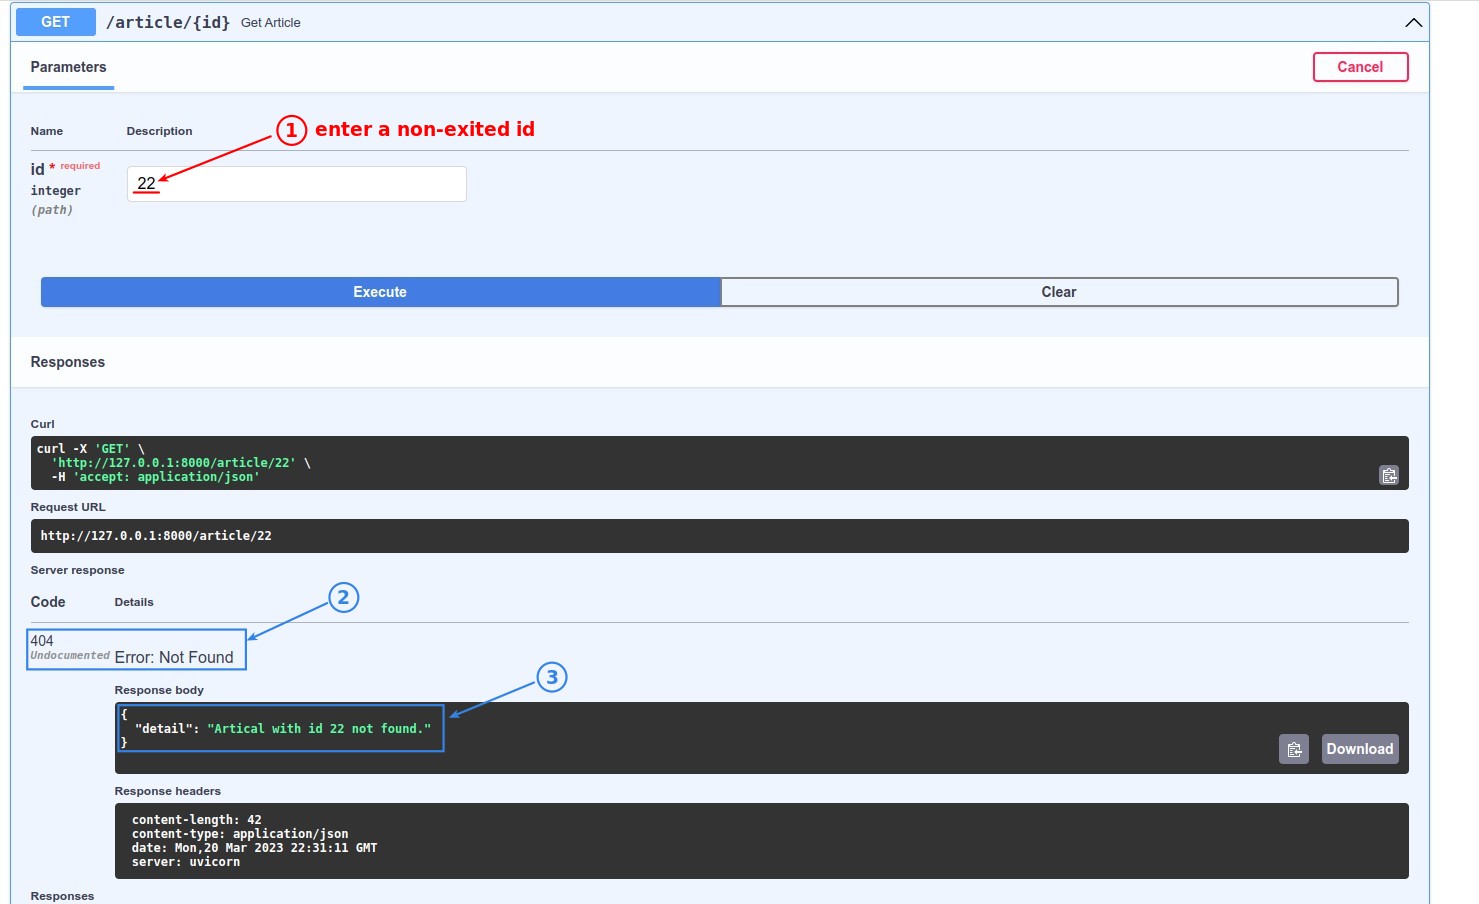 GET /article/{id} Get Article
Parameters Cancel
Name Description
1 enter a non-exited id
id * required
integer
(path)
22
Execute Clear
Responses
Curl
curl -X 'GET' \
'http://127.0.0.1:8000/article/22' \
-H 'accept: application/json'
Request URL
http://127.0.0.1:8000/article/22
Server response
Code Details
2
404
Undocumented Error: Not Found
3
Response body
{
"detail": "Artical with id 22 not found."
}
Download
Response headers
content-length: 42
content-type: application/json
date: Mon,20 Mar 2023 22:31:11 GMT
server: uvicorn
Responses